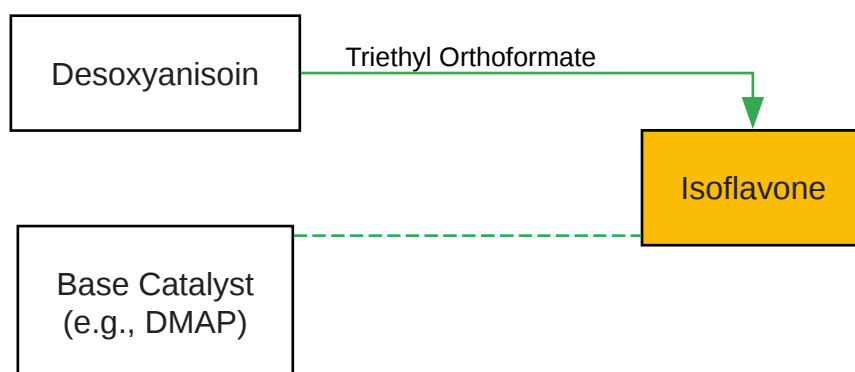 Desoxyanisoin
Triethyl Orthoformate
Isoflavone
Base Catalyst
(e.g., DMAP)